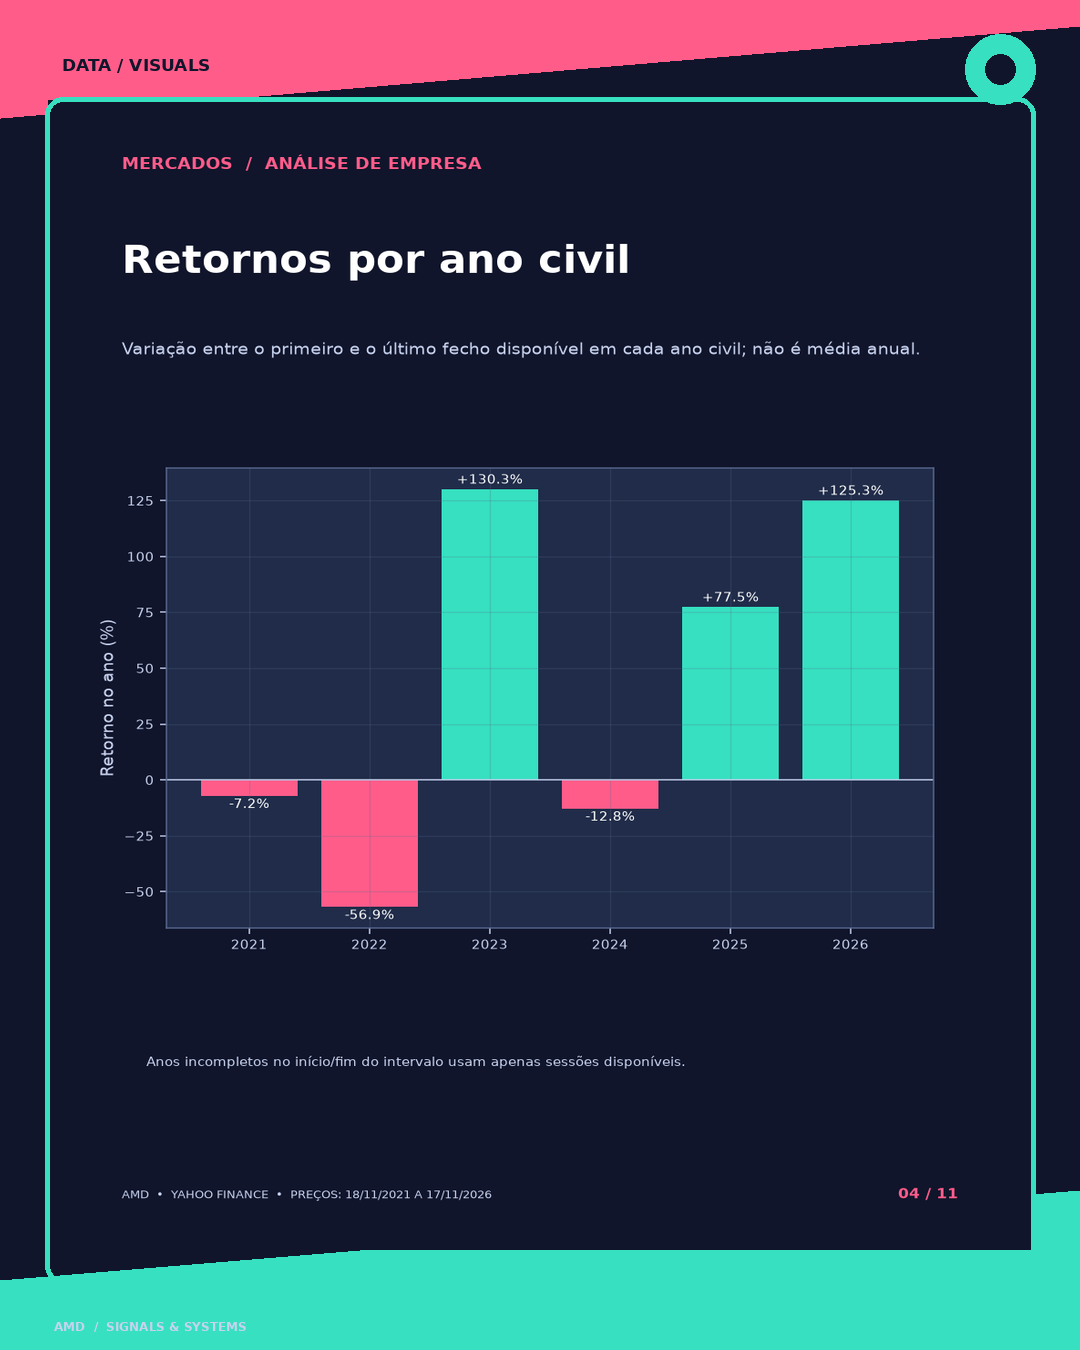 DATA / VISUALS
MERCADOS / ANÁLISE DE EMPRESA
Retornos por ano civil
Variação entre o primeiro e o último fecho disponível em cada ano civil; não é média anual.
Retorno no ano (%)
125
100
75
50
25
0
−25
−50
+130.3%
+125.3%
+77.5%
-7.2%
-12.8%
-56.9%
2021 2022 2023 2024 2025 2026
Anos incompletos no início/fim do intervalo usam apenas sessões disponíveis.
AMD • YAHOO FINANCE • PREÇOS: 18/11/2021 A 17/11/2026
04 / 11
AMD / SIGNALS & SYSTEMS